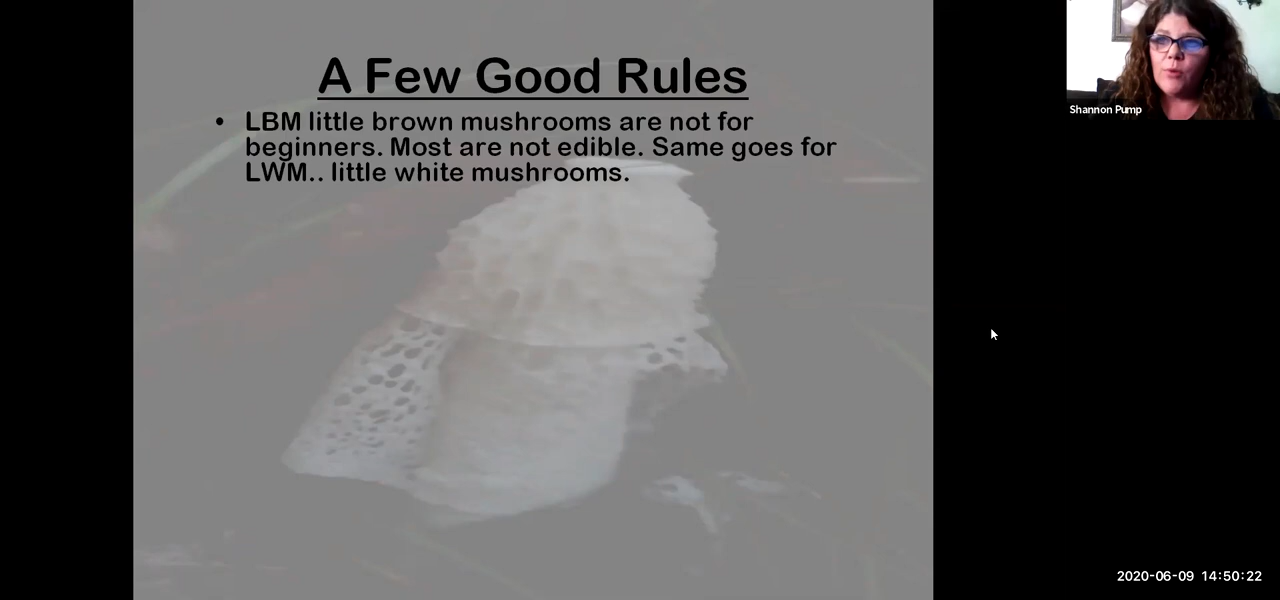 A Few Good Rules
• LBM little brown mushrooms are not for
beginners. Most are not edible. Same goes for
LWM.. little white mushrooms.
Shannon Pump
2020-06-09 14:50:22